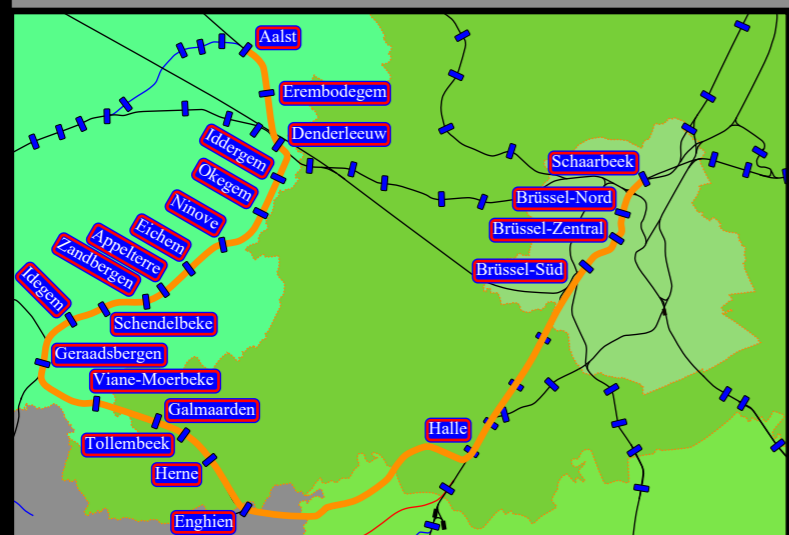 Aalst
Erembodegem
Denderleeuw
Iddergem
Schaarbeek
Okegem
Brüssel-Nord
Ninove
Brüssel-Zentral
Eichem
Appelterre
Zandbergen
Brüssel-Süd
Idegem
Schendelbeke
Geraadsbergen
Viane-Moerbeke
Galmaarden
Halle
Tollembeek
Herne
Enghien